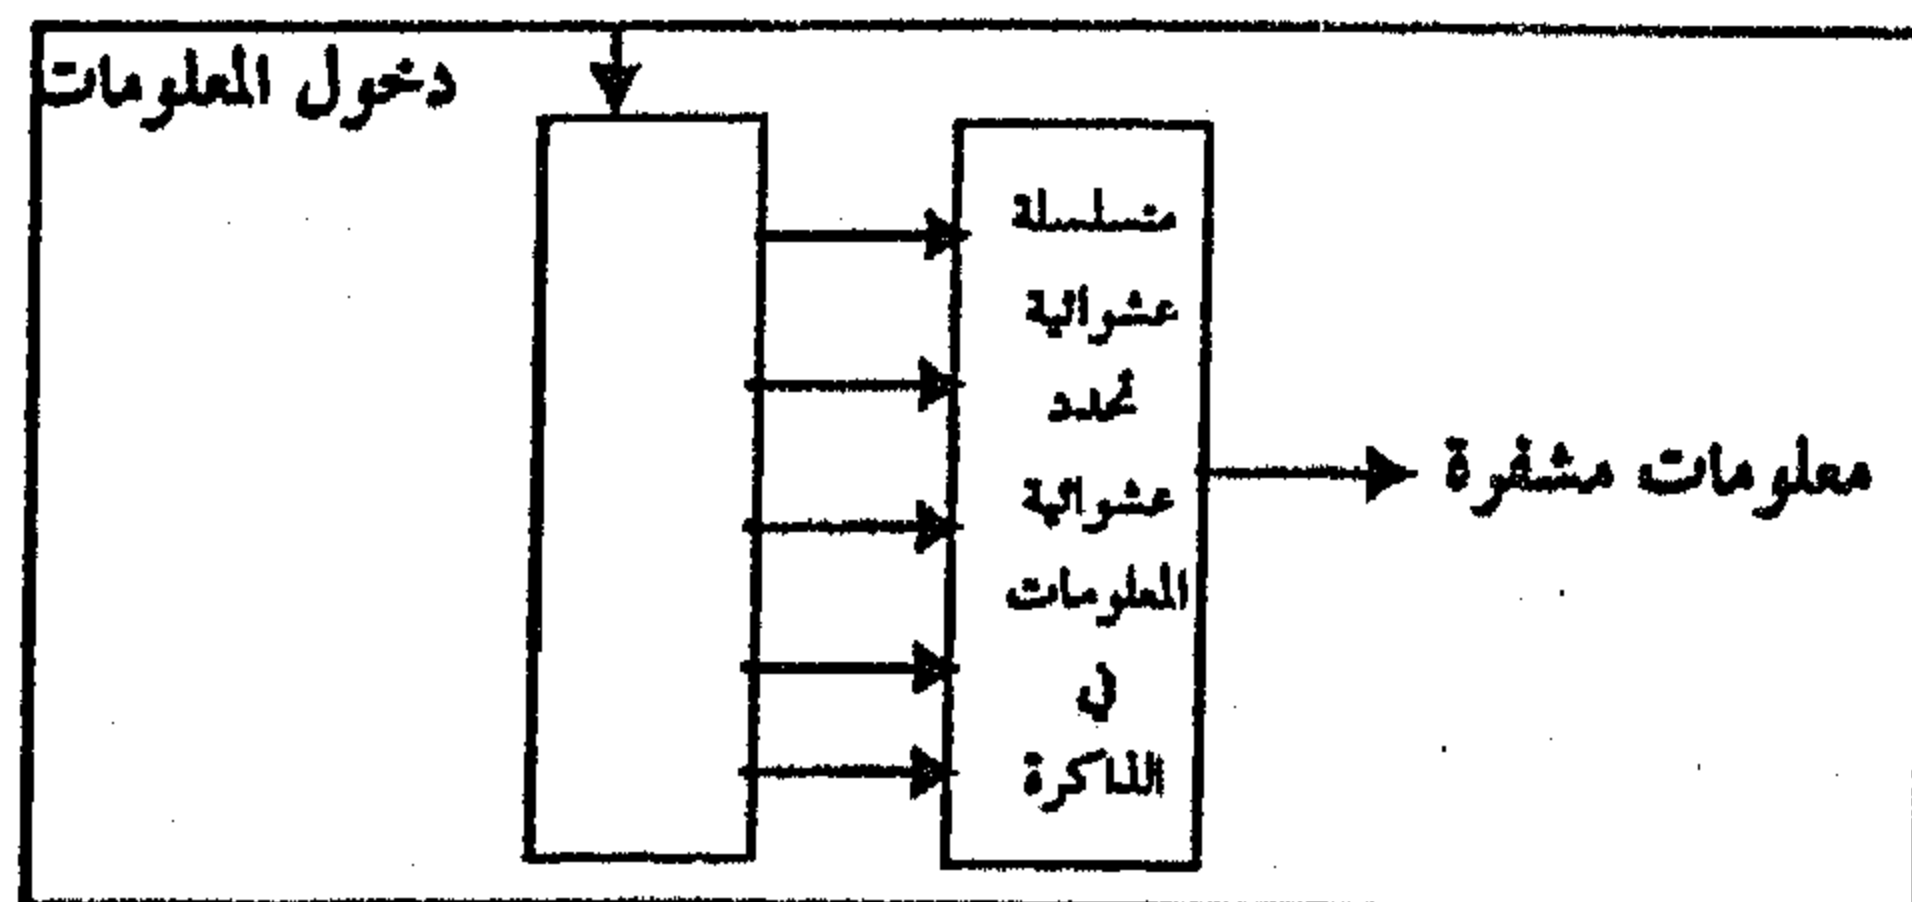 دخول المعلومات
متسلسلة
عشوائية
تحدد
عشوائية
المعلومات
في
الذاكرة
معلومات مشفرة